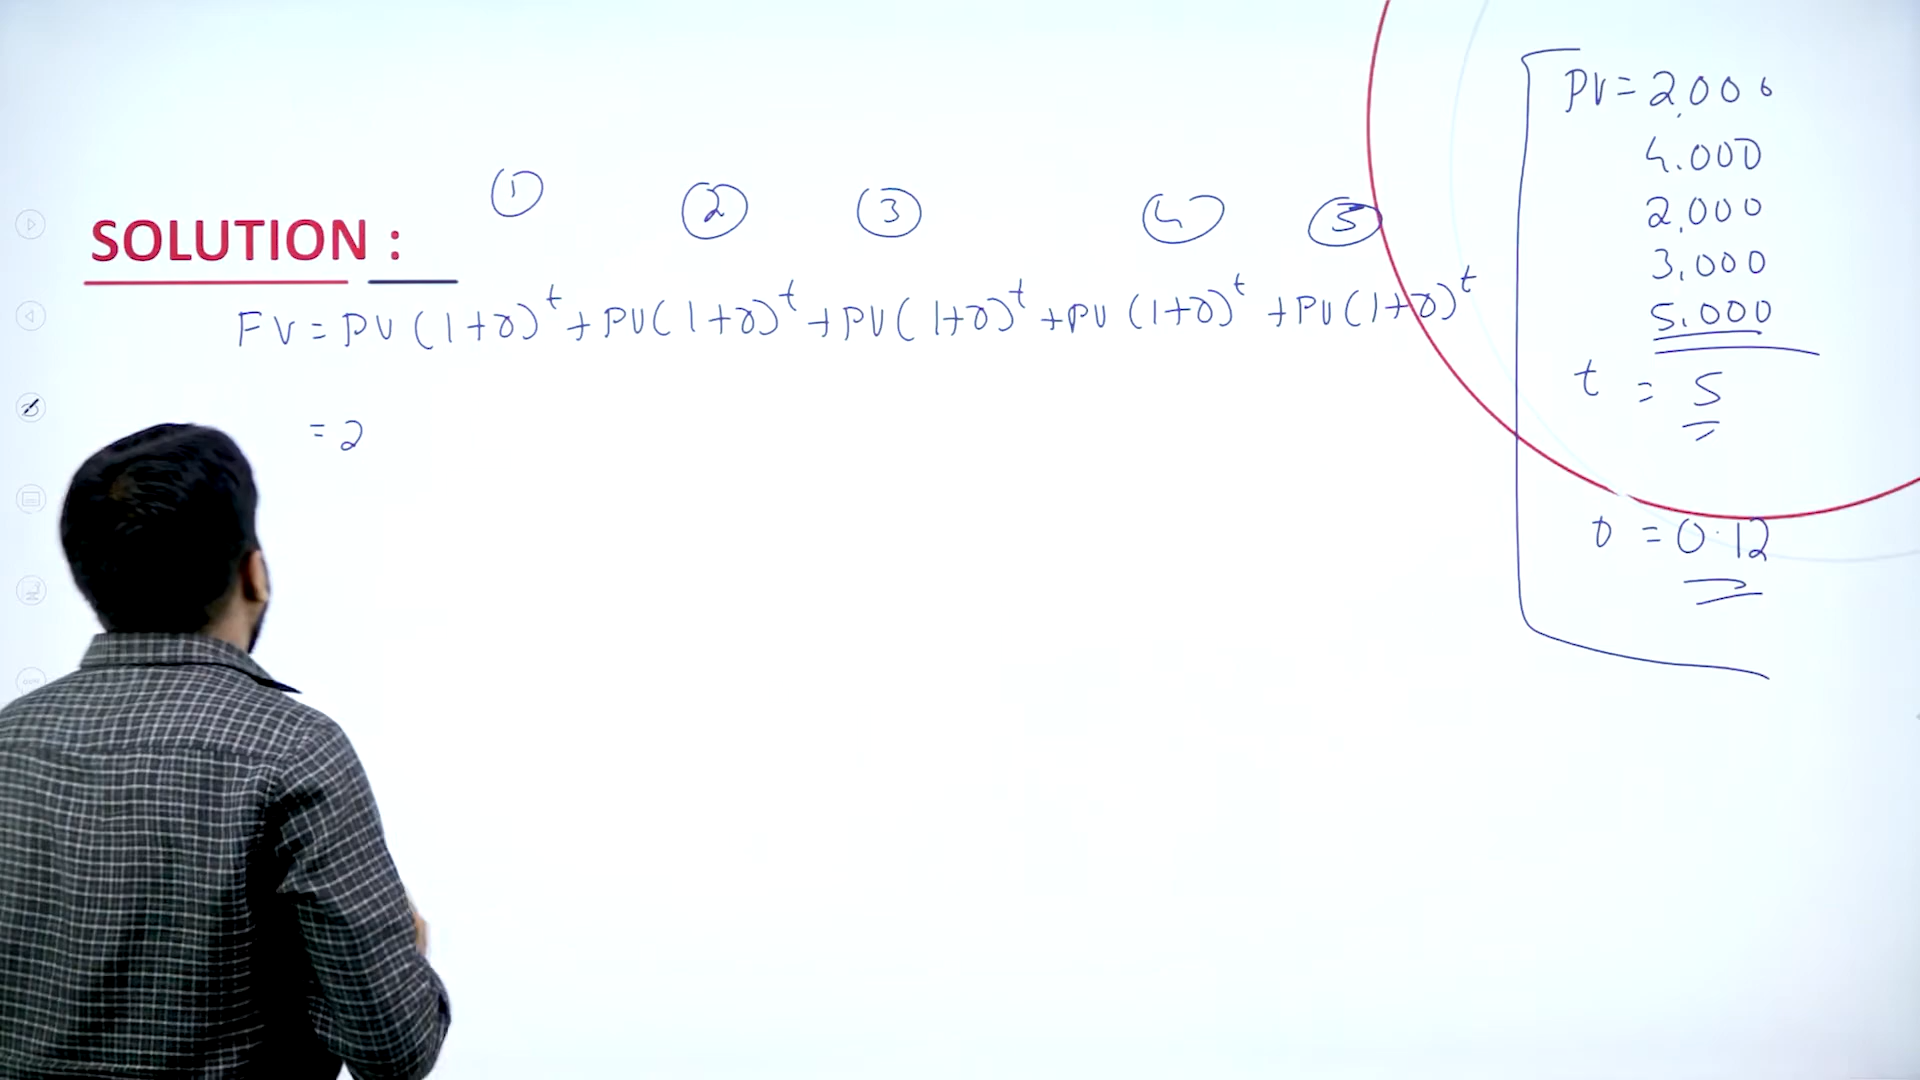 PV = 2,000
4,000
2,000
3,000
5,000
t = 5
r = 0.12
1 2 3 4 5
SOLUTION :
FV = PV (1+r)^t + PV (1+r)^t + PV (1+r)^t + PV (1+r)^t + PV (1+r)^t
= 2